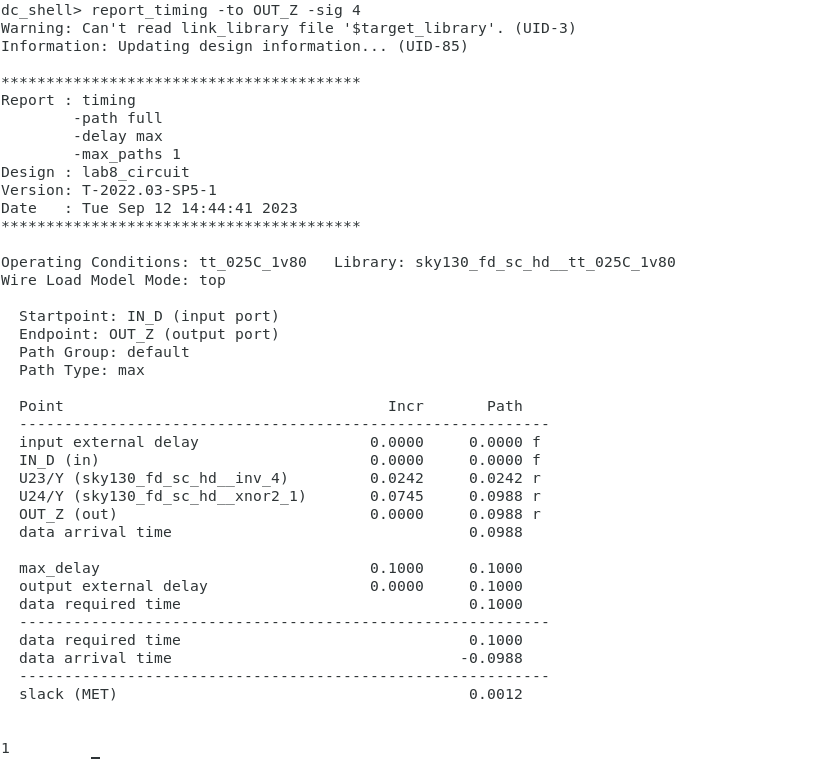 dc_shell> report_timing -to OUT_Z -sig 4
Warning: Can't read link_library file '$target_library'. (UID-3)
Information: Updating design information... (UID-85)
****************************************
Report : timing
        -path full
        -delay max
        -max_paths 1
Design : lab8_circuit
Version: T-2022.03-SP5-1
Date   : Tue Sep 12 14:44:41 2023
****************************************
Operating Conditions: tt_025C_1v80   Library: sky130_fd_sc_hd__tt_025C_1v80
Wire Load Model Mode: top
  Startpoint: IN_D (input port)
  Endpoint: OUT_Z (output port)
  Path Group: default
  Path Type: max
  Point                                    Incr       Path
  -----------------------------------------------------------
  input external delay                   0.0000     0.0000 f
  IN_D (in)                              0.0000     0.0000 f
  U23/Y (sky130_fd_sc_hd__inv_4)         0.0242     0.0242 r
  U24/Y (sky130_fd_sc_hd__xnor2_1)       0.0745     0.0988 r
  OUT_Z (out)                            0.0000     0.0988 r
  data arrival time                                 0.0988
  max_delay                              0.1000     0.1000
  output external delay                  0.0000     0.1000
  data required time                                0.1000
  -----------------------------------------------------------
  data required time                                0.1000
  data arrival time                                -0.0988
  -----------------------------------------------------------
  slack (MET)                                       0.0012
1